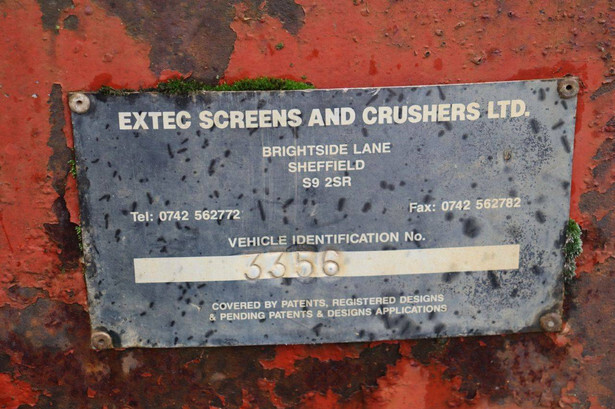 EXTEC SCREENS AND CRUSHERS LTD.
BRIGHTSIDE LANE
SHEFFIELD
S9 2SR
Tel: 0742 562772 Fax: 0742 562782
VEHICLE IDENTIFICATION No.
3356
COVERED BY PATENTS, REGISTERED DESIGNS
& PENDING PATENTS & DESIGNS APPLICATIONS